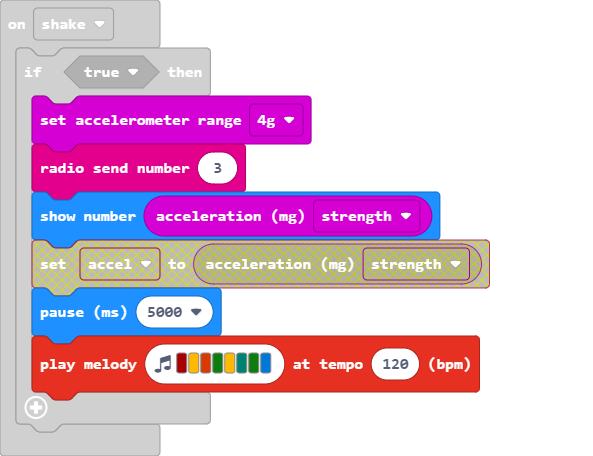 on shake
if true then
set accelerometer range 4g
radio send number 3
show number acceleration (mg) strength
set accel to acceleration (mg) strength
pause (ms) 5000
play melody at tempo 120 (bpm)